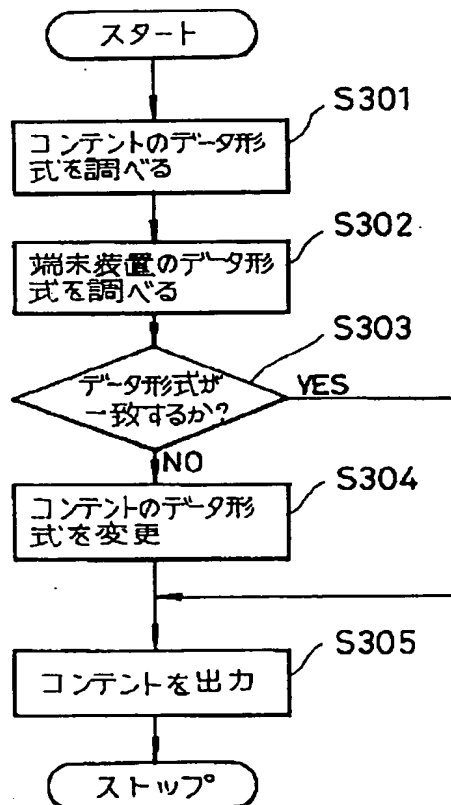 スタート
S301
コンテントのデータ形
式を調べる
S302
端末装置のデータ形
式を調べる
S303
データ形式が
一致するか?
YES
NO
S304
コンテントのデータ形
式を変更
S305
コンテントを出力
ストップ